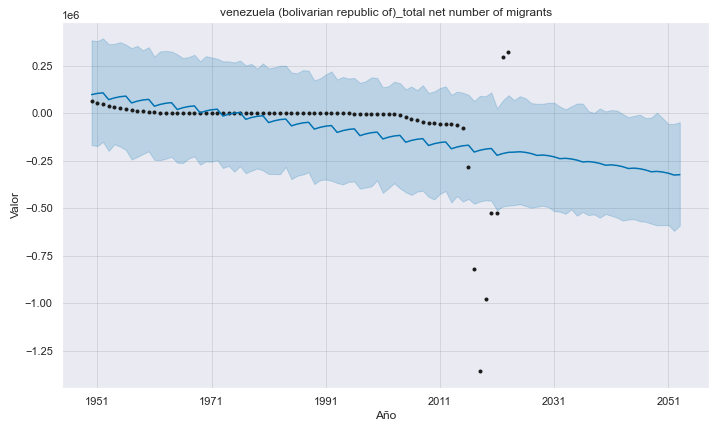 venezuela (bolivarian republic of)_total net number of migrants
1e6
0.25
0.00
−0.25
−0.50
−0.75
−1.00
−1.25
Valor
1951 1971 1991 2011 2031 2051
Año